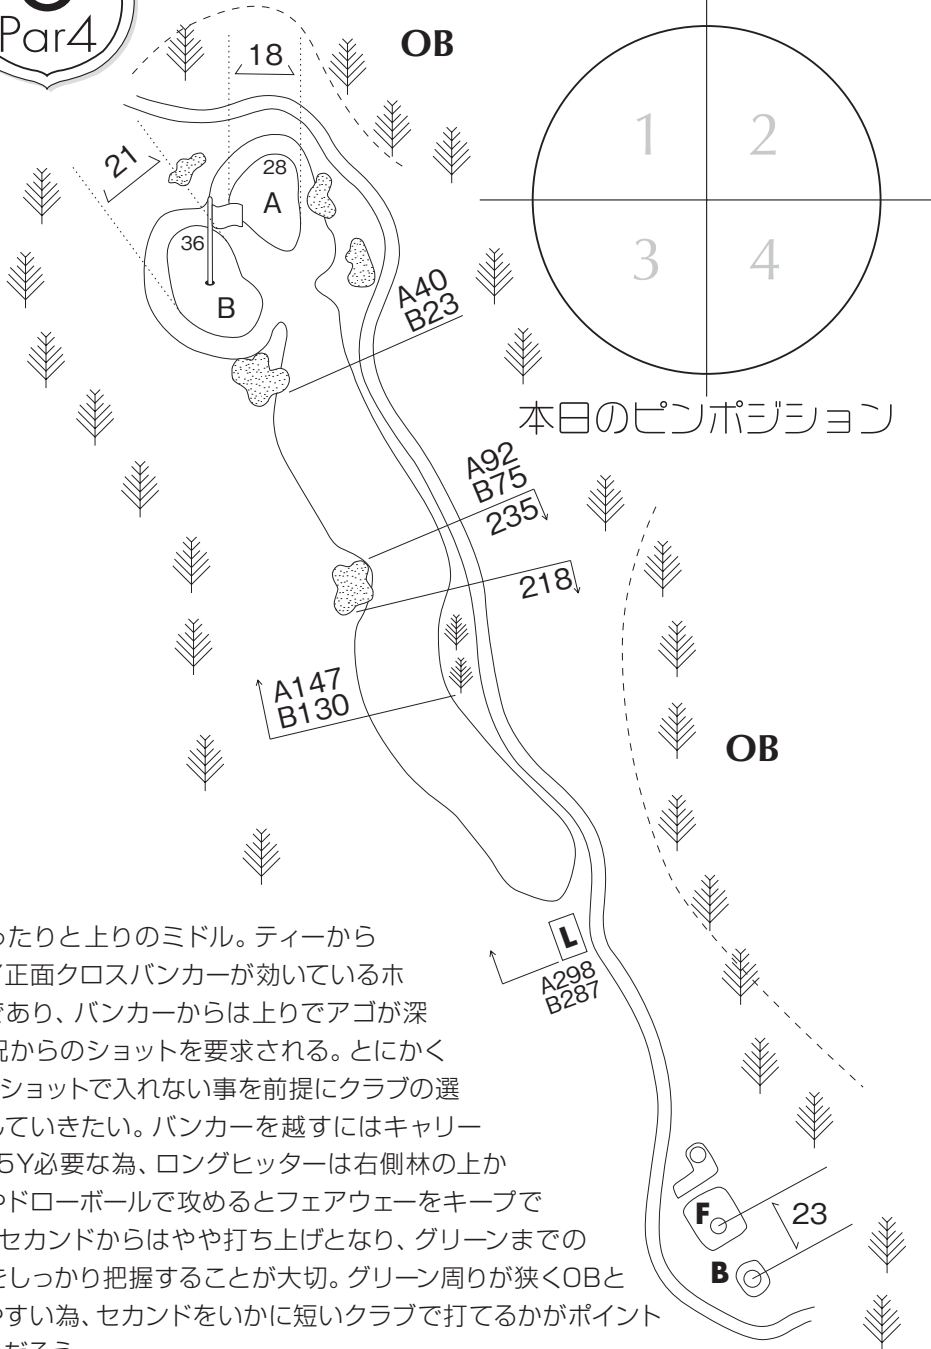 Par4
OB
18
21
28
A
36
B
1
2
3
4
本日のピンポジション
A40
B23
A92
B75
235
218
A147
B130
OB
L
A298
B287
F
23
B
たりと上りのミドル。ティーから
正面クロスバンカーが効いているホ
であり、バンカーからは上りでアゴが深
況からのショットを要求される。とにかく
ショットで入れない事を前提にクラブの選
していきたい。バンカーを越すにはキャリー
5Y必要な為、ロングヒッターは右側林の上か
やドローボールで攻めるとフェアウェーをキープで
セカンドからはやや打ち上げとなり、グリーンまでの
をしっかり把握することが大切。グリーン周りが狭くOBと
やすい為、セカンドをいかに短いクラブで打てるかがポイント